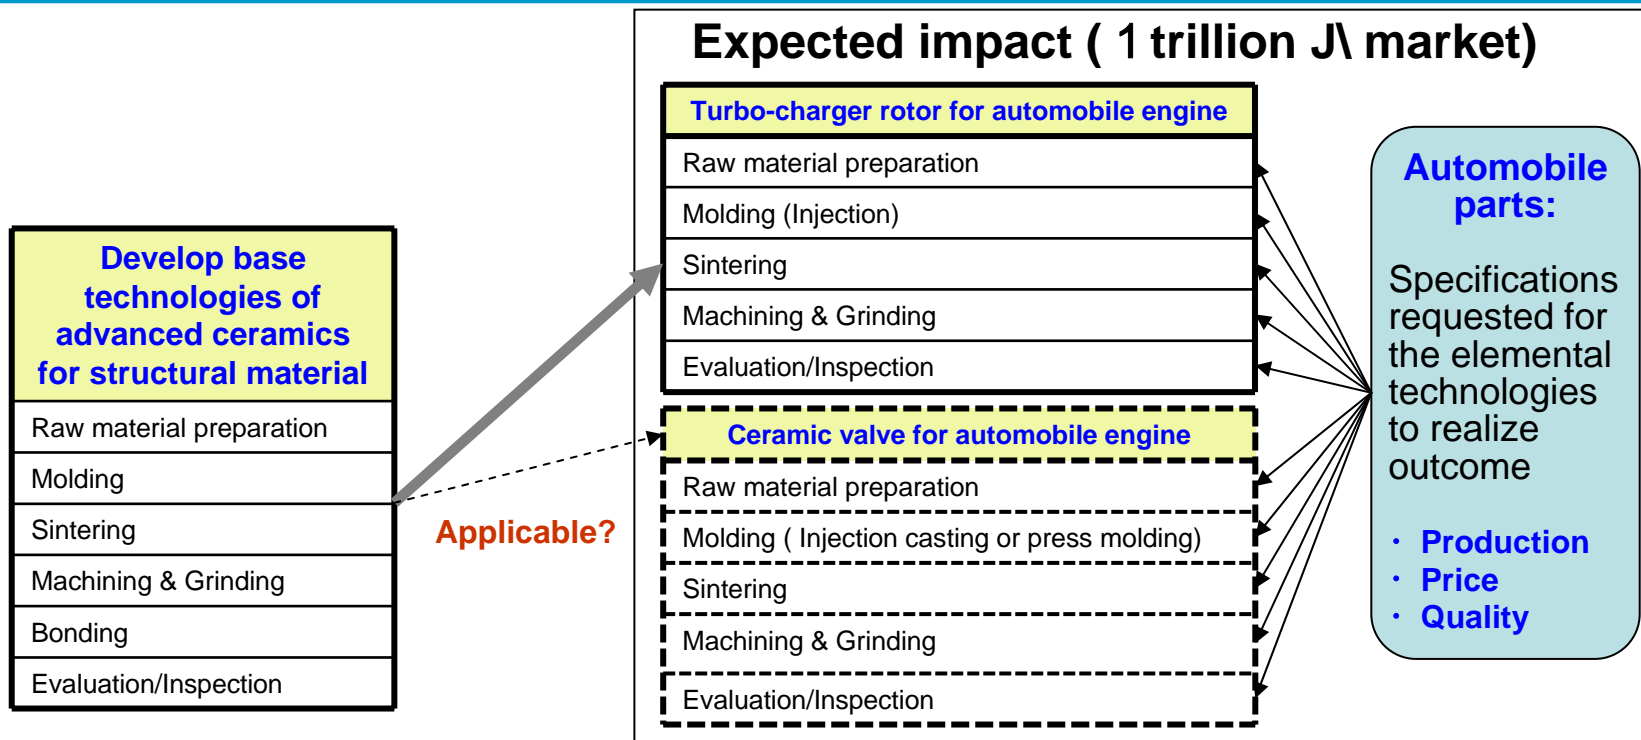 Expected impact ( 1 trillion J\ market)
Develop base
technologies of
advanced ceramics
for structural material
Raw material preparation
Molding
Sintering
Machining & Grinding
Bonding
Evaluation/Inspection
Applicable?
Turbo-charger rotor for automobile engine
Raw material preparation
Molding (Injection)
Sintering
Machining & Grinding
Evaluation/Inspection
Ceramic valve for automobile engine
Raw material preparation
Molding ( Injection casting or press molding)
Sintering
Machining & Grinding
Evaluation/Inspection
Automobile
parts:
Specifications
requested for
the elemental
technologies
to realize
outcome
・ Production
・ Price
・ Quality